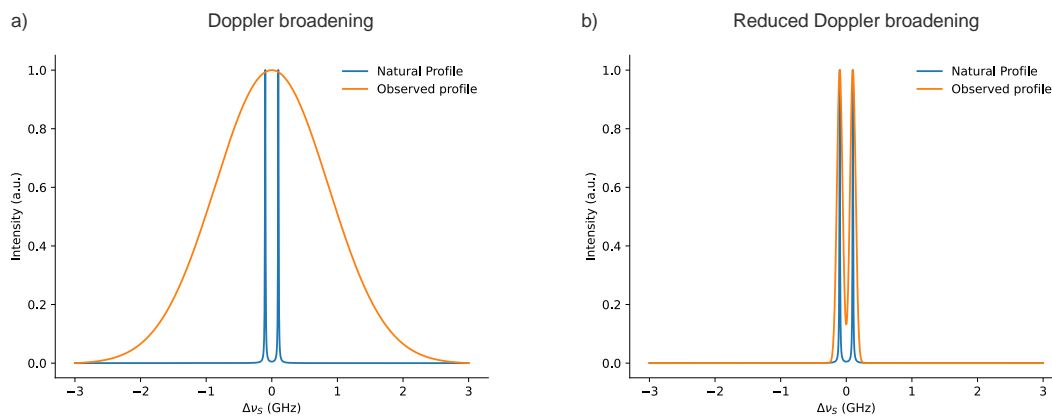 a)
Doppler broadening
Natural Profile
Observed profile
1.0
0.8
0.6
0.4
0.2
0.0
Intensity (a.u.)
−3
−2
−1
0
1
2
3
Δν_S (GHz)
b)
Reduced Doppler broadening
Natural Profile
Observed profile
1.0
0.8
0.6
0.4
0.2
0.0
Intensity (a.u.)
−3
−2
−1
0
1
2
3
Δν_S (GHz)